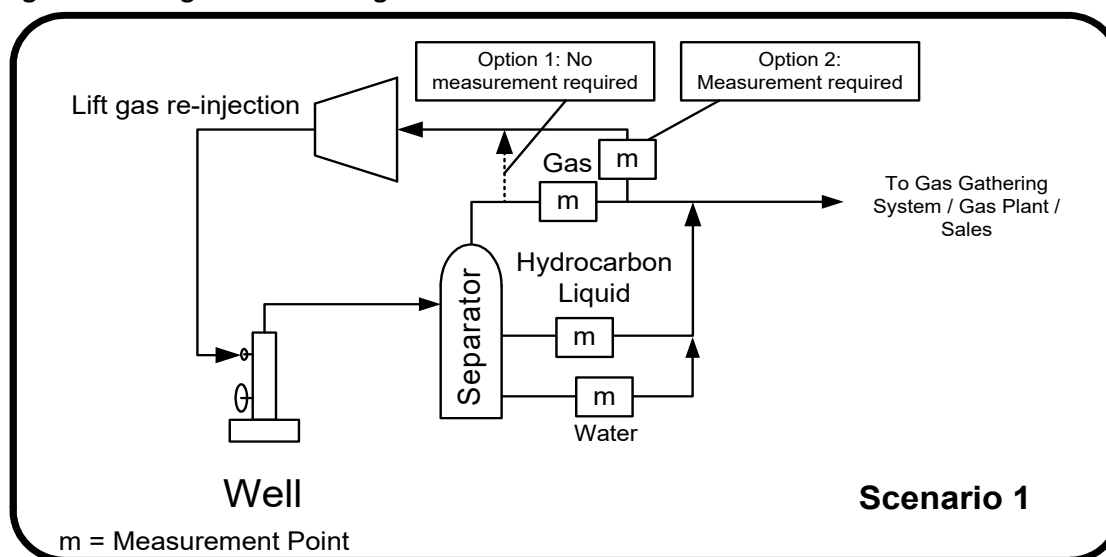 Option 1: No
measurement required
Option 2:
Measurement required
Lift gas re-injection
m
Gas
m
To Gas Gathering
System / Gas Plant /
Sales
Hydrocarbon
Liquid
Separator
m
m
Water
Well
Scenario 1
m = Measurement Point